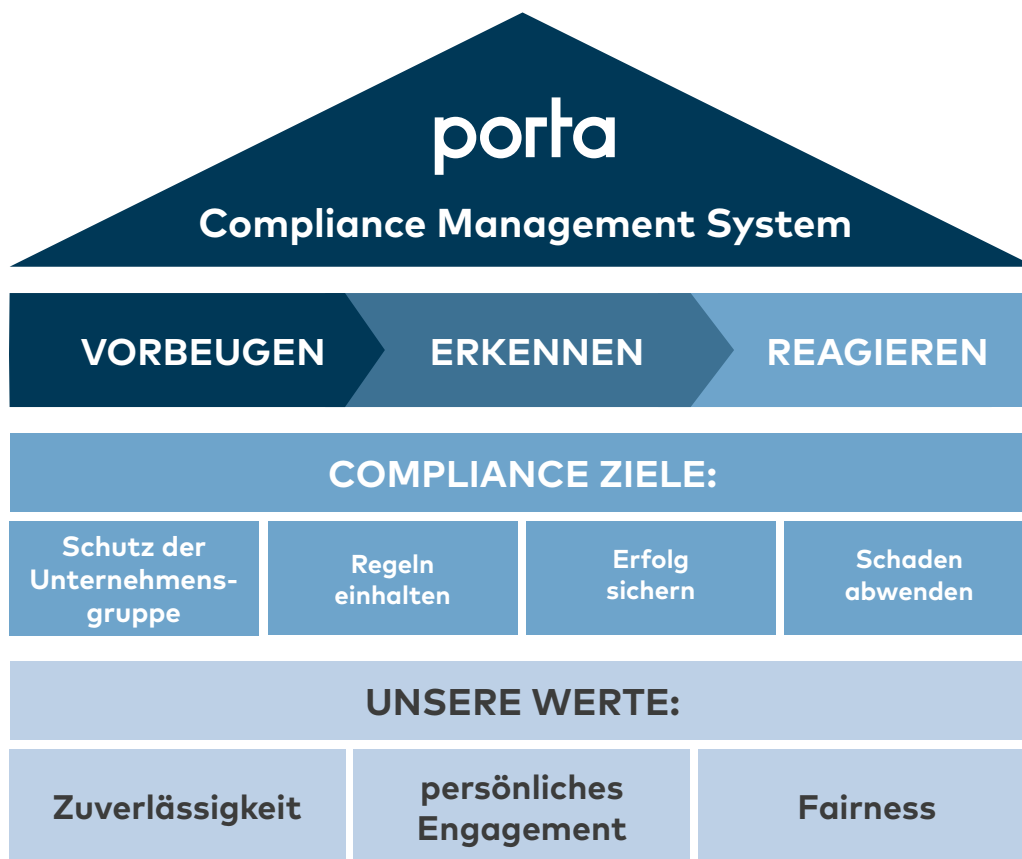 porta
Compliance Management System
VORBEUGEN
ERKENNEN
REAGIEREN
COMPLIANCE ZIELE:
Schutz der
Unternehmens-
gruppe
Regeln
einhalten
Erfolg
sichern
Schaden
abwenden
UNSERE WERTE:
Zuverlässigkeit
persönliches
Engagement
Fairness